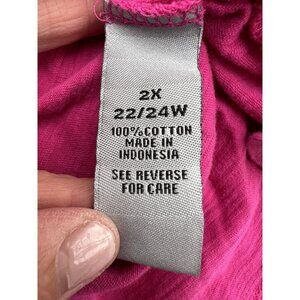 2X
22/24W
100%COTTON
MADE IN
INDONESIA
SEE REVERSE
FOR CARE